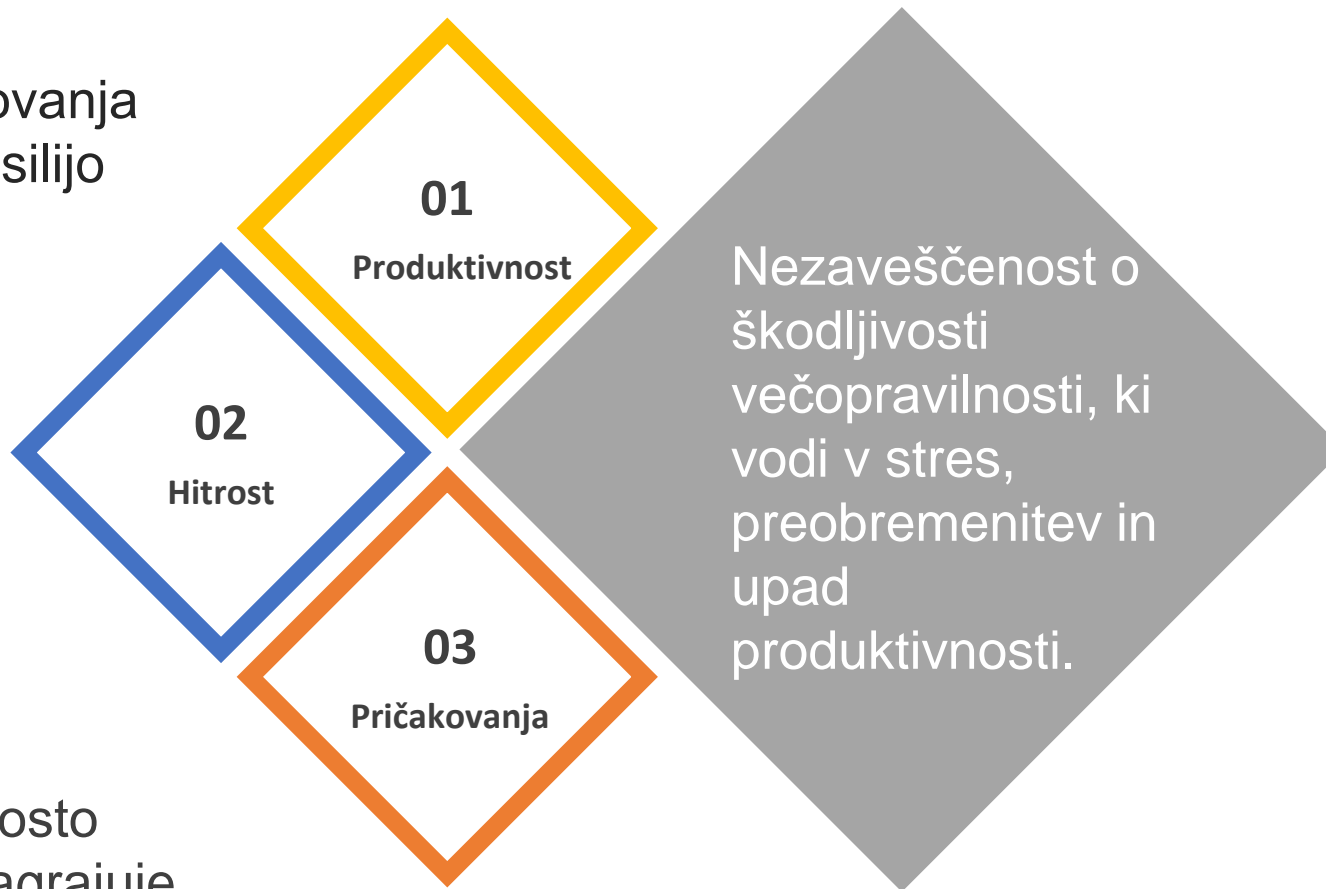 ovanja
silijo
01
Produktivnost
02
Hitrost
03
Pričakovanja
Nezaveščenost o
škodljivosti
večopravilnosti, ki
vodi v stres,
preobremenitev in
upad
produktivnosti.
osto
agrajuje